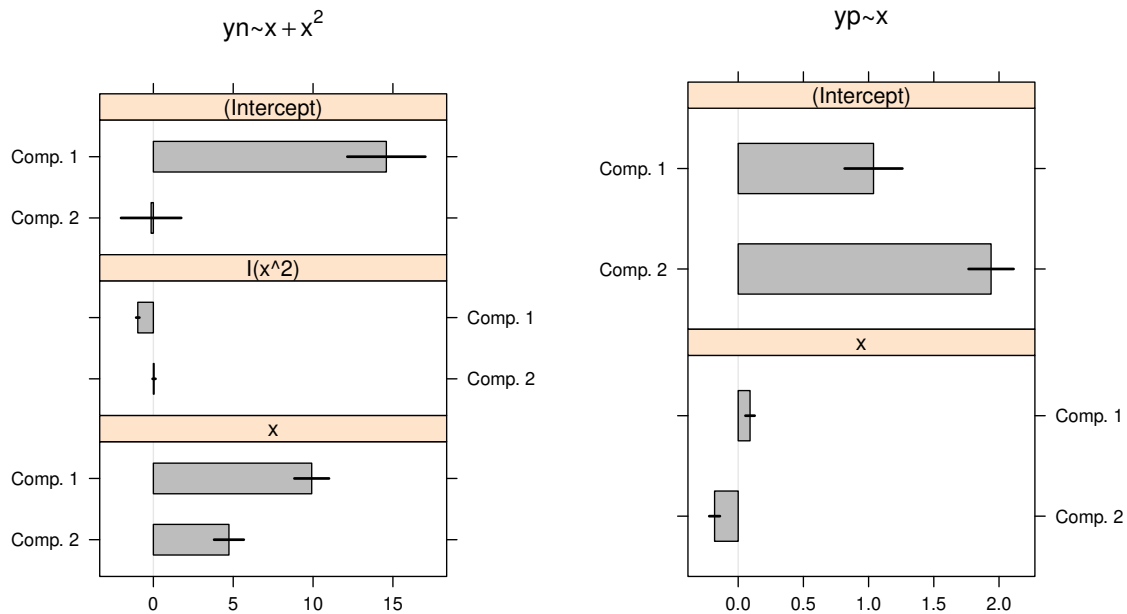 yn~x + x²
(Intercept)
Comp. 1
Comp. 2
I(x^2)
Comp. 1
Comp. 2
x
Comp. 1
Comp. 2
0 5 10 15
yp~x
(Intercept)
Comp. 1
Comp. 2
x
Comp. 1
Comp. 2
0.0 0.5 1.0 1.5 2.0